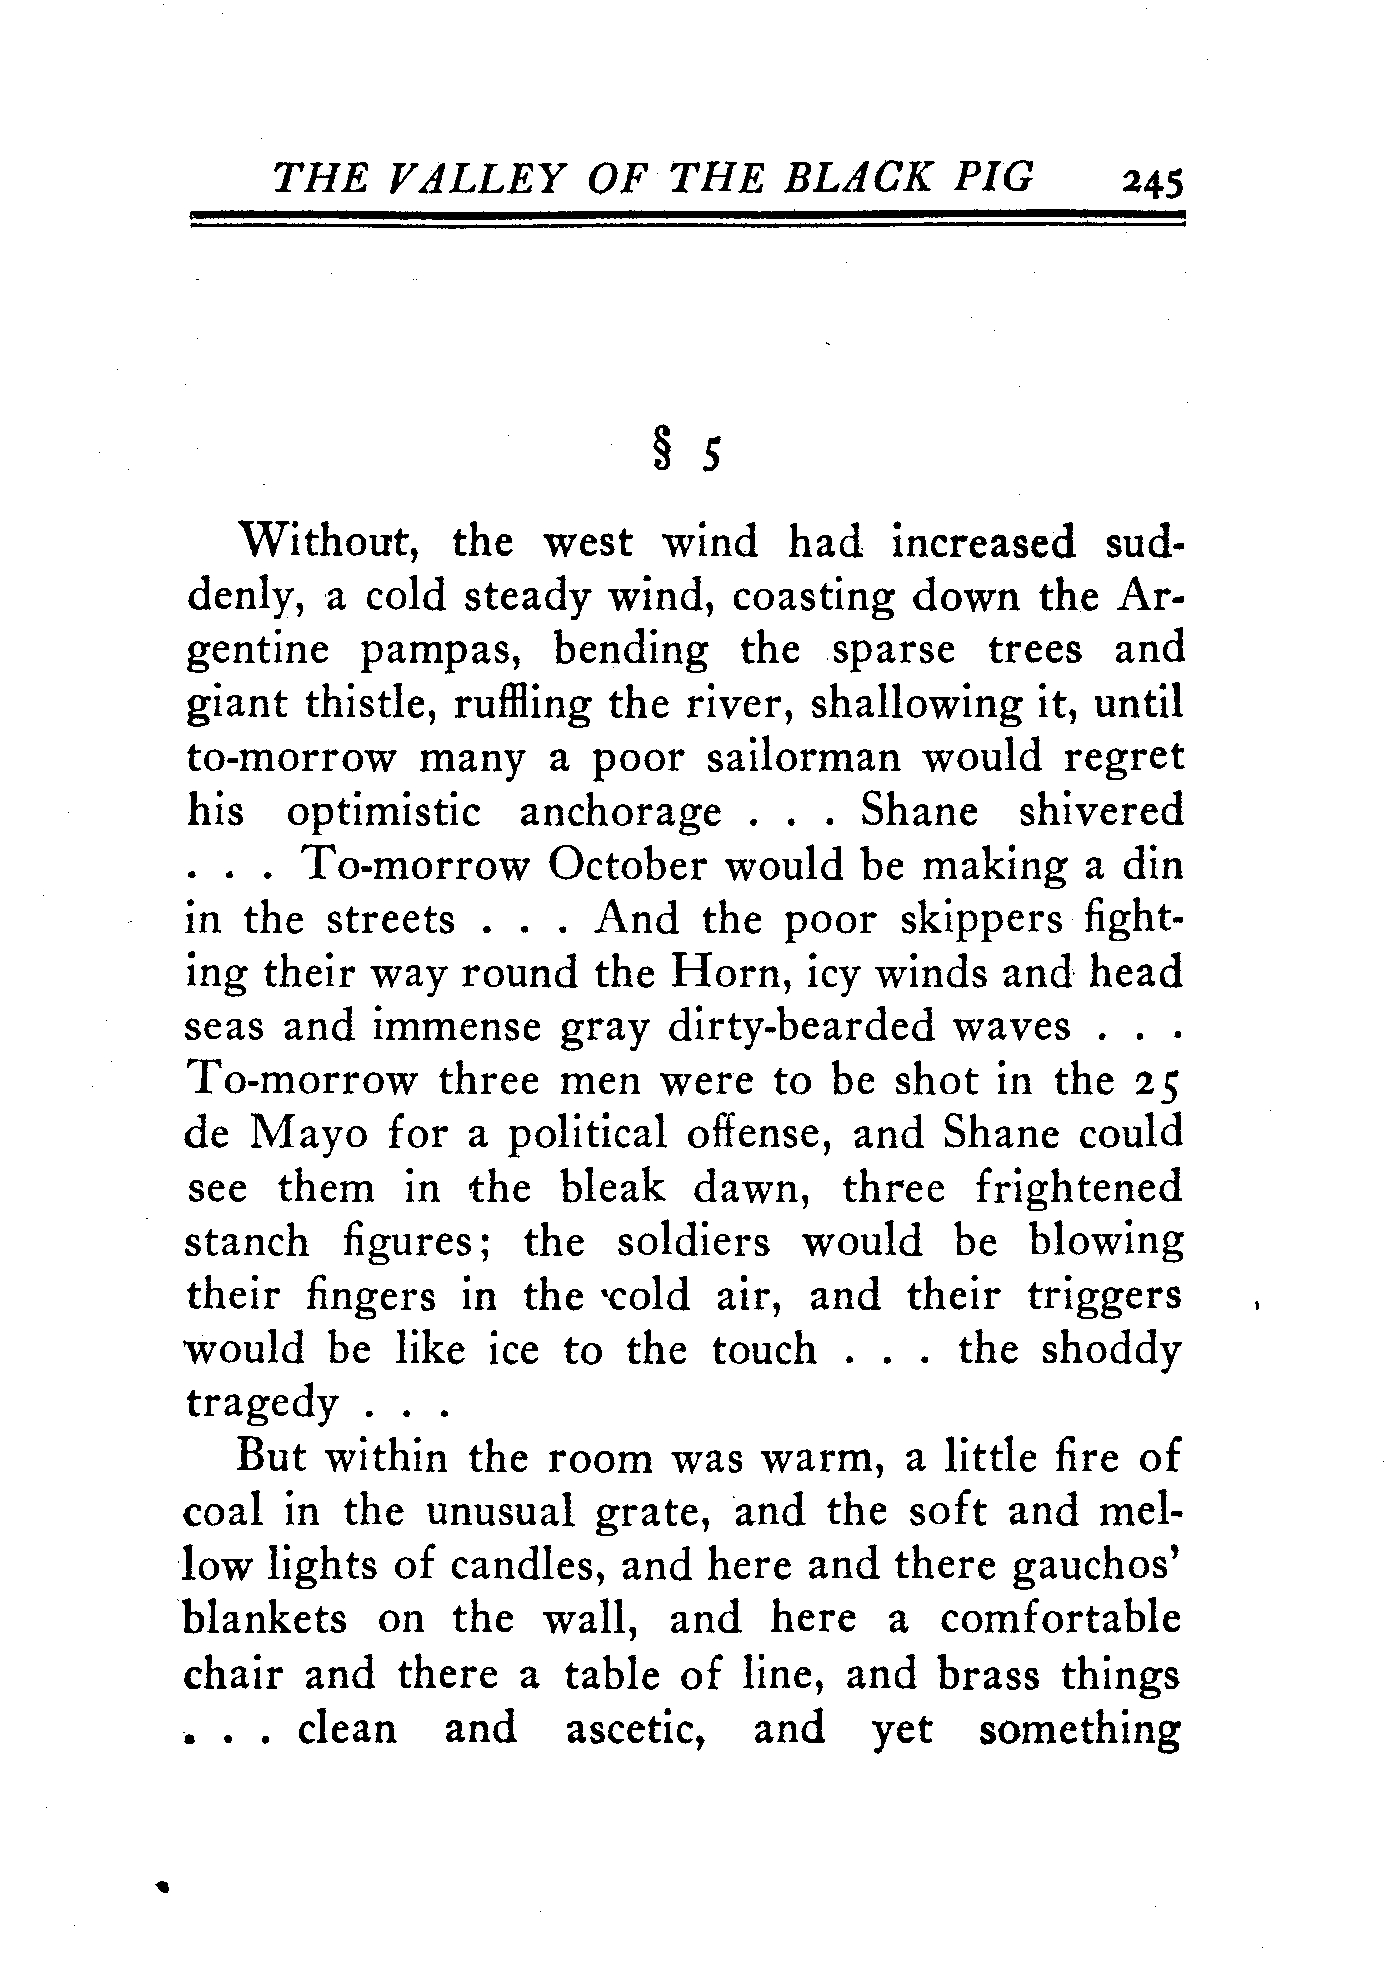 THE VALLEY OF THE BLACK PIG 245
§ 5
Without, the west wind had increased sud-
denly, a cold steady wind, coasting down the Ar-
gentine pampas, bending the sparse trees and
giant thistle, ruffling the river, shallowing it, until
to-morrow many a poor sailorman would regret
his optimistic anchorage . . . Shane shivered
. . . To-morrow October would be making a din
in the streets . . . And the poor skippers fight-
ing their way round the Horn, icy winds and head
seas and immense gray dirty-bearded waves . . .
To-morrow three men were to be shot in the 25
de Mayo for a political offense, and Shane could
see them in the bleak dawn, three frightened
stanch figures; the soldiers would be blowing
their fingers in the cold air, and their triggers
would be like ice to the touch . . . the shoddy
tragedy . . .
But within the room was warm, a little fire of
coal in the unusual grate, and the soft and mel-
low lights of candles, and here and there gauchos'
blankets on the wall, and here a comfortable
chair and there a table of line, and brass things
. . . clean and ascetic, and yet something